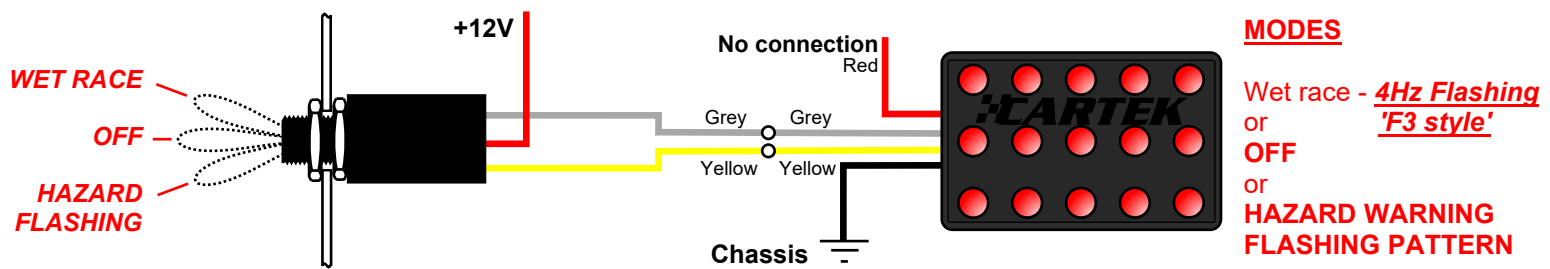 WET RACE
OFF
HAZARD
FLASHING
+12V
No connection
Red
Grey Grey
Yellow Yellow
Chassis
CARTEK
MODES
Wet race - 4Hz Flashing
'F3 style'
or
OFF
or
HAZARD WARNING
FLASHING PATTERN